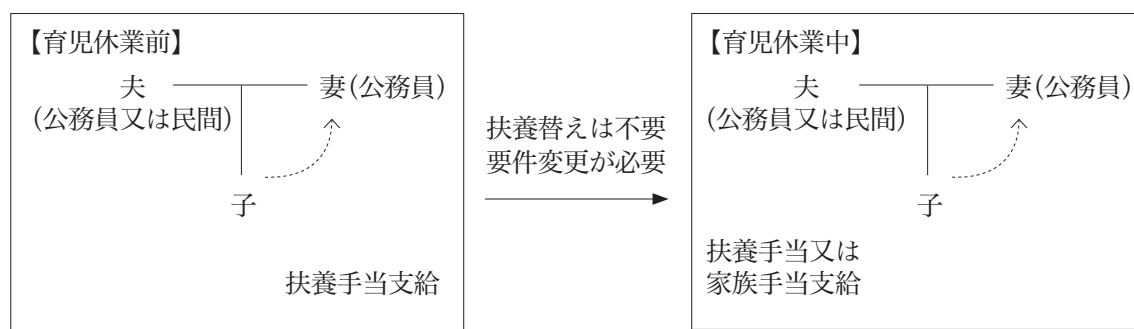 【育児休業前】
夫
妻(公務員)
(公務員又は民間)
子
扶養手当支給
扶養替えは不要
要件変更が必要
【育児休業中】
夫
妻(公務員)
(公務員又は民間)
子
扶養手当又は
家族手当支給